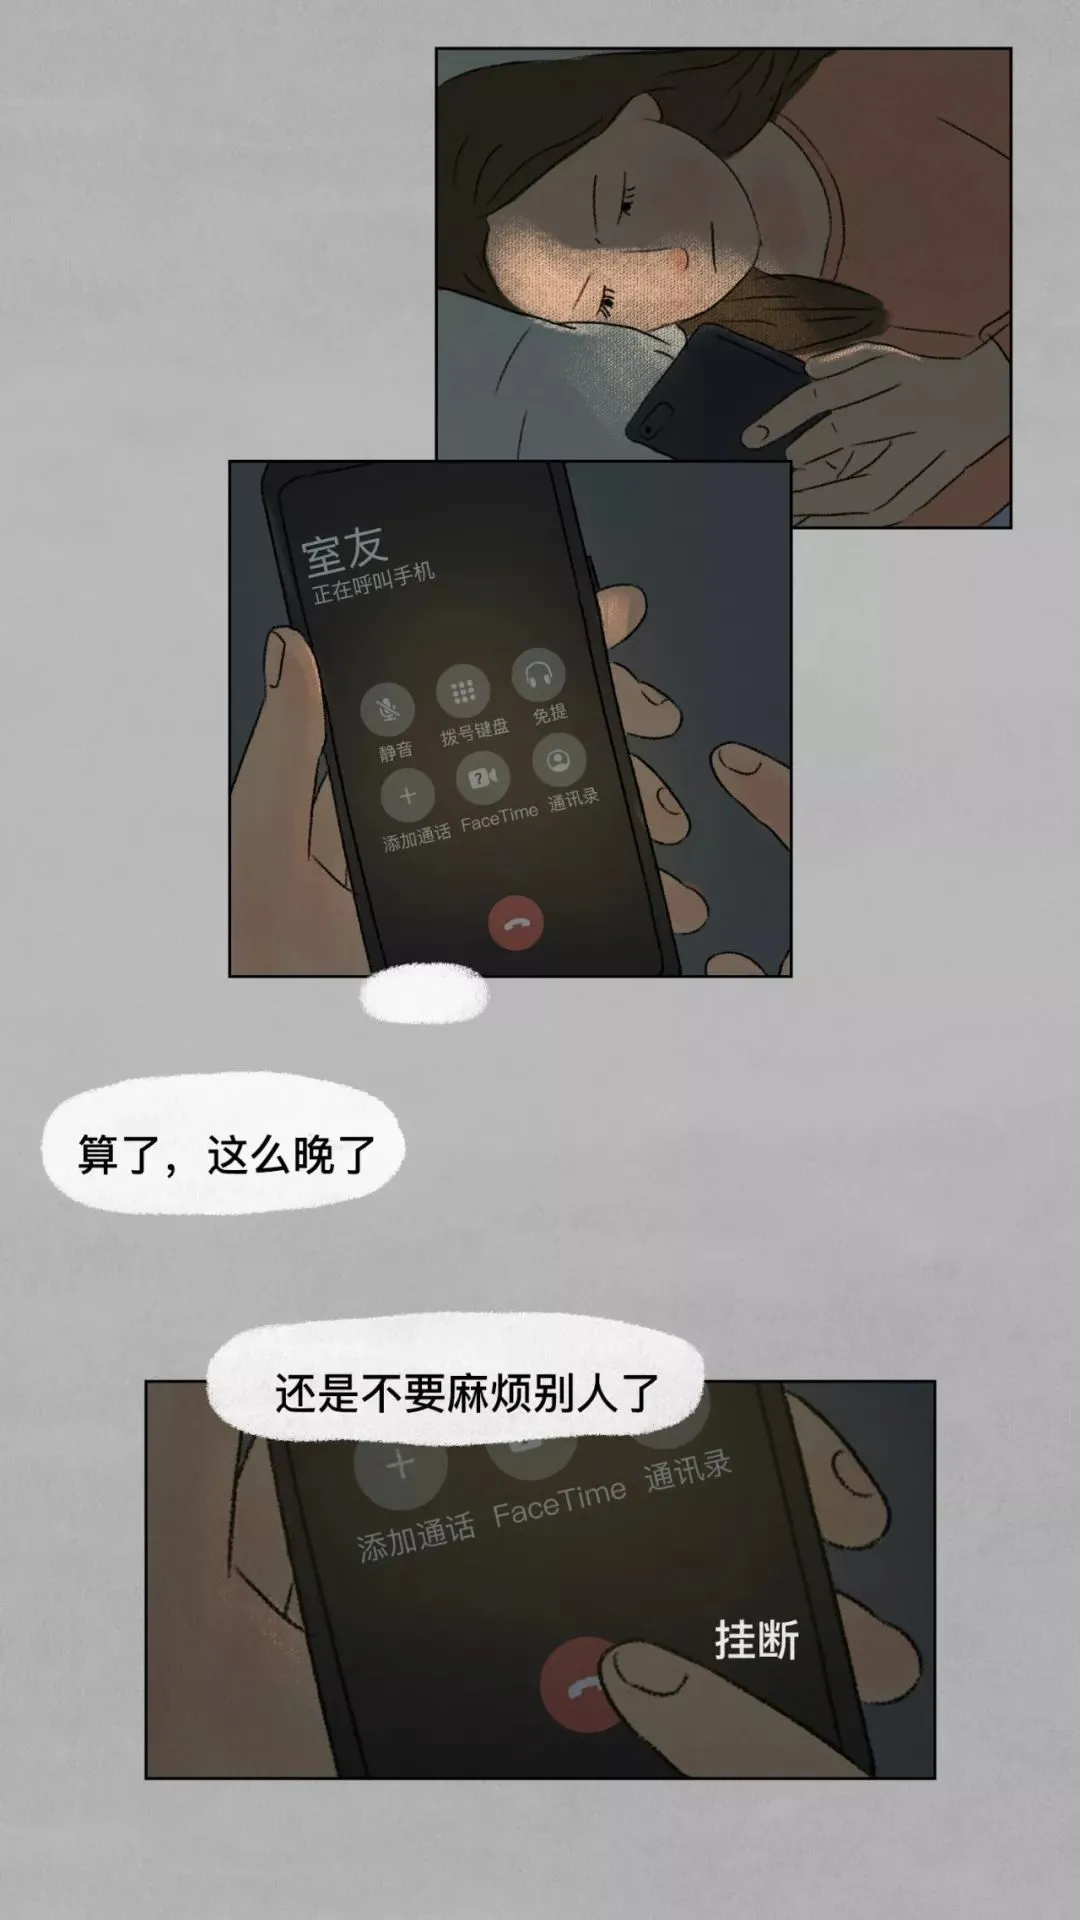 室友
正在呼叫手机
静音 拨号键盘 免提
添加通话 FaceTime 通讯录
算了，这么晚了
还是不要麻烦别人了
添加通话 FaceTime 通讯录
挂断